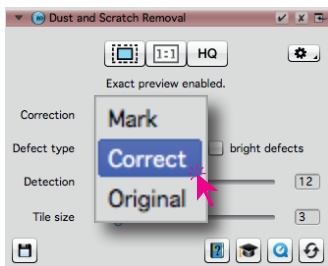 Dust and Scratch Removal
1:1 HQ
Exact preview enabled.
Correction
Mark
Defect type
Correct
bright defects
Detection
12
Original
Tile size
3